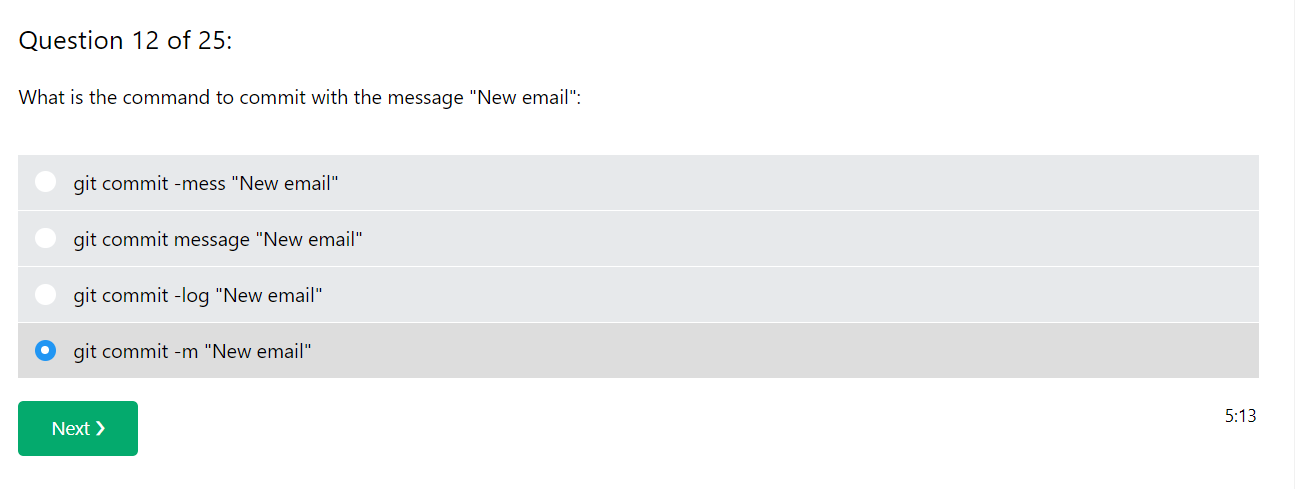 Question 12 of 25:
What is the command to commit with the message "New email":
git commit -mess "New email"
git commit message "New email"
git commit -log "New email"
git commit -m "New email"
Next ❯
5:13